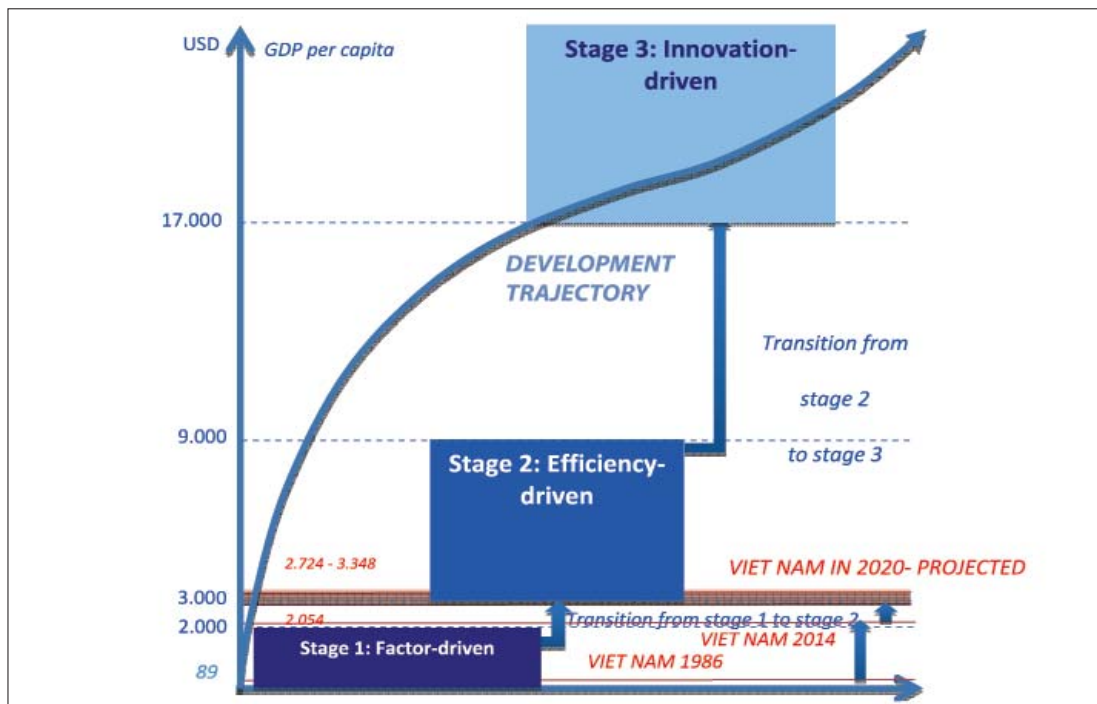 USD
GDP per capita
Stage 3: Innovation-
driven
17.000
DEVELOPMENT
TRAJECTORY
Transition from
stage 2
to stage 3
9.000
Stage 2: Efficiency-
driven
2.724 - 3.348
VIET NAM IN 2020- PROJECTED
3.000
2.054
Transition from stage 1 to stage 2
2.000
VIET NAM 2014
Stage 1: Factor-driven
VIET NAM 1986
89